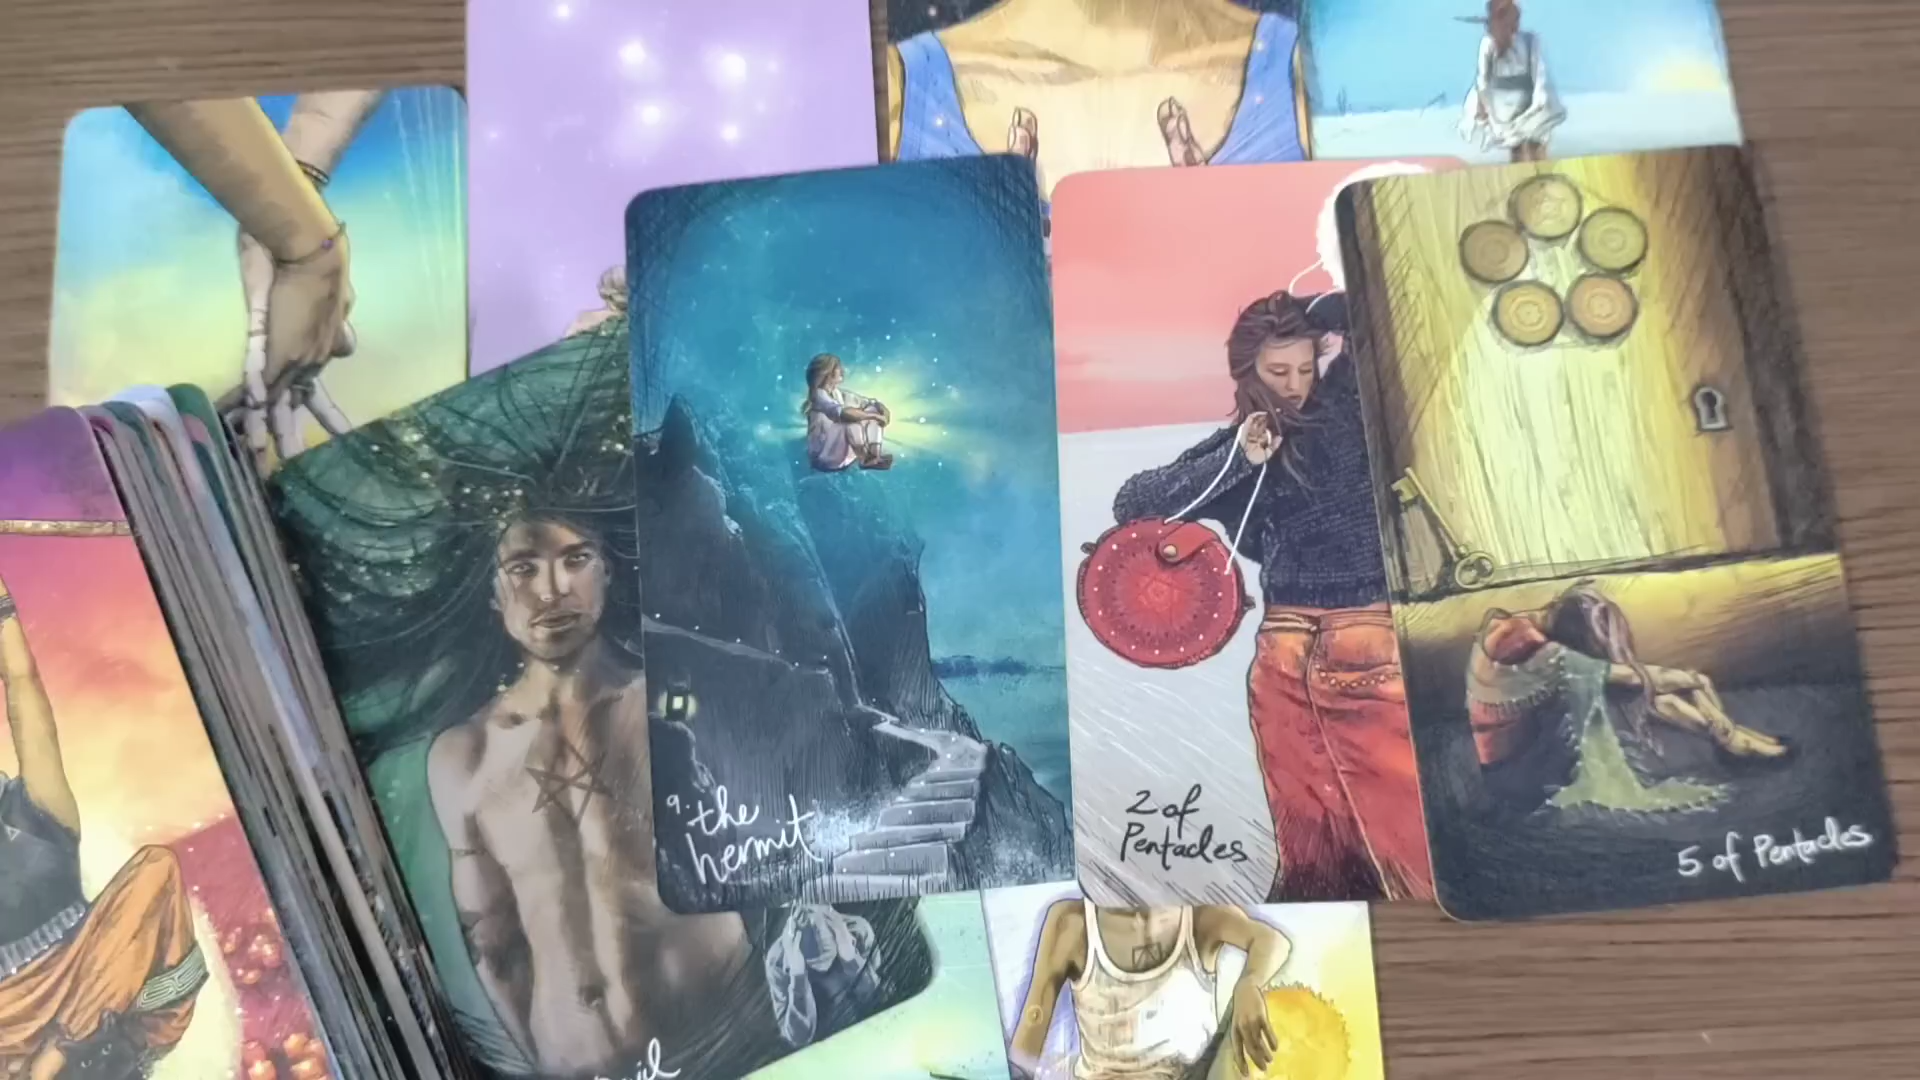 9. the
hermit
2 of
Pentacles
5 of Pentacles